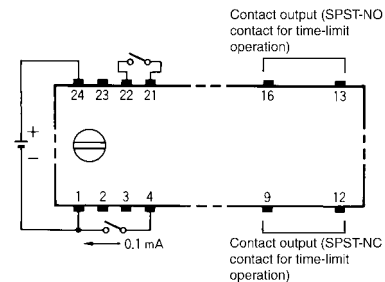 Contact output (SPST-NO
contact for time-limit
operation)
24 23 22 21 16 13
+
−
1 2 3 4 9 12
0.1 mA
Contact output (SPST-NC
contact for time-limit
operation)